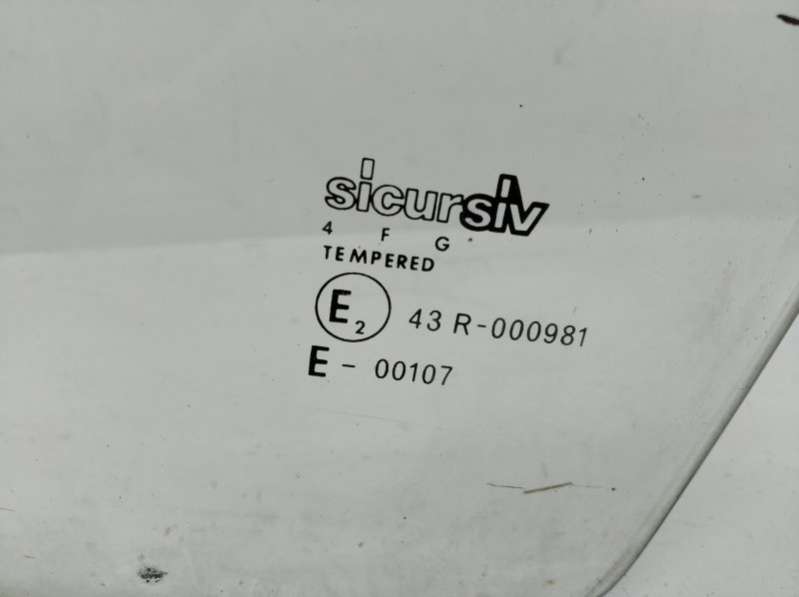 sicursiv
4 F G
TEMPERED
E2 43 R-000981
E - 00107